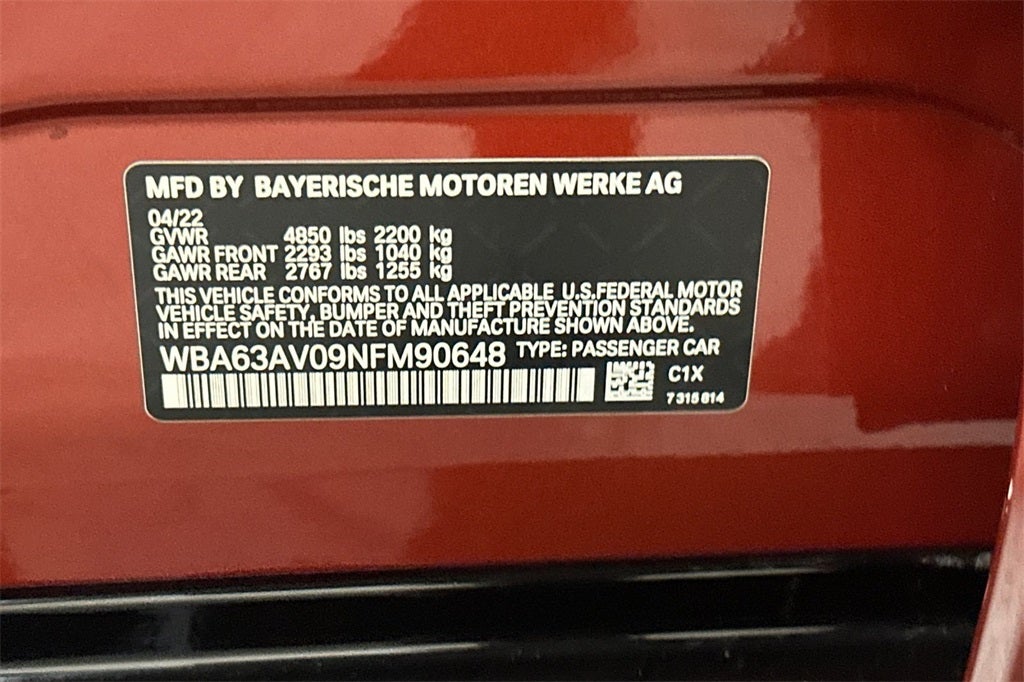 MFD BY BAYERISCHE MOTOREN WERKE AG
04/22
GVWR 4850 lbs 2200 kg
GAWR FRONT 2293 lbs 1040 kg
GAWR REAR 2767 lbs 1255 kg
THIS VEHICLE CONFORMS TO ALL APPLICABLE U.S.FEDERAL MOTOR
VEHICLE SAFETY, BUMPER AND THEFT PREVENTION STANDARDS
IN EFFECT ON THE DATE OF MANUFACTURE SHOWN ABOVE.
WBA63AV09NFM90648 TYPE: PASSENGER CAR
C1X
7 315 614